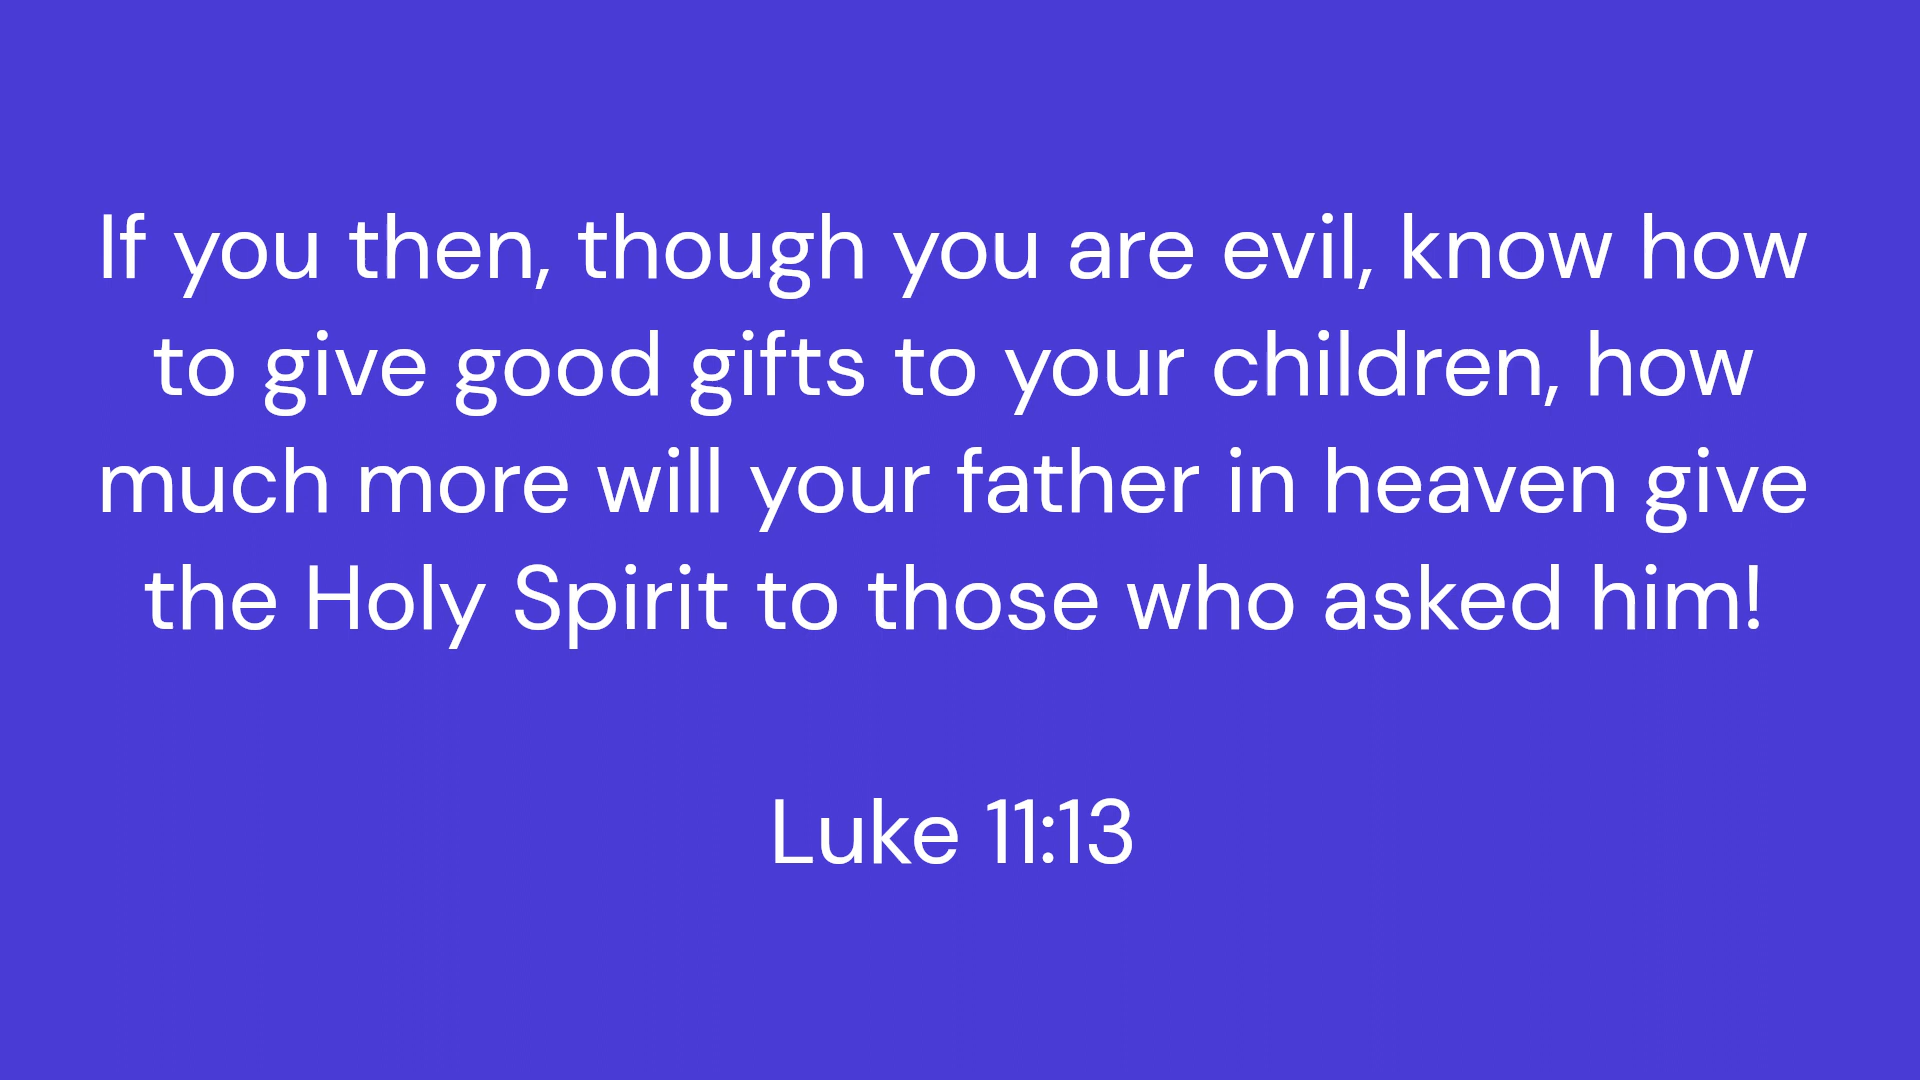 If you then, though you are evil, know how
to give good gifts to your children, how
much more will your father in heaven give
the Holy Spirit to those who asked him!
Luke 11:13